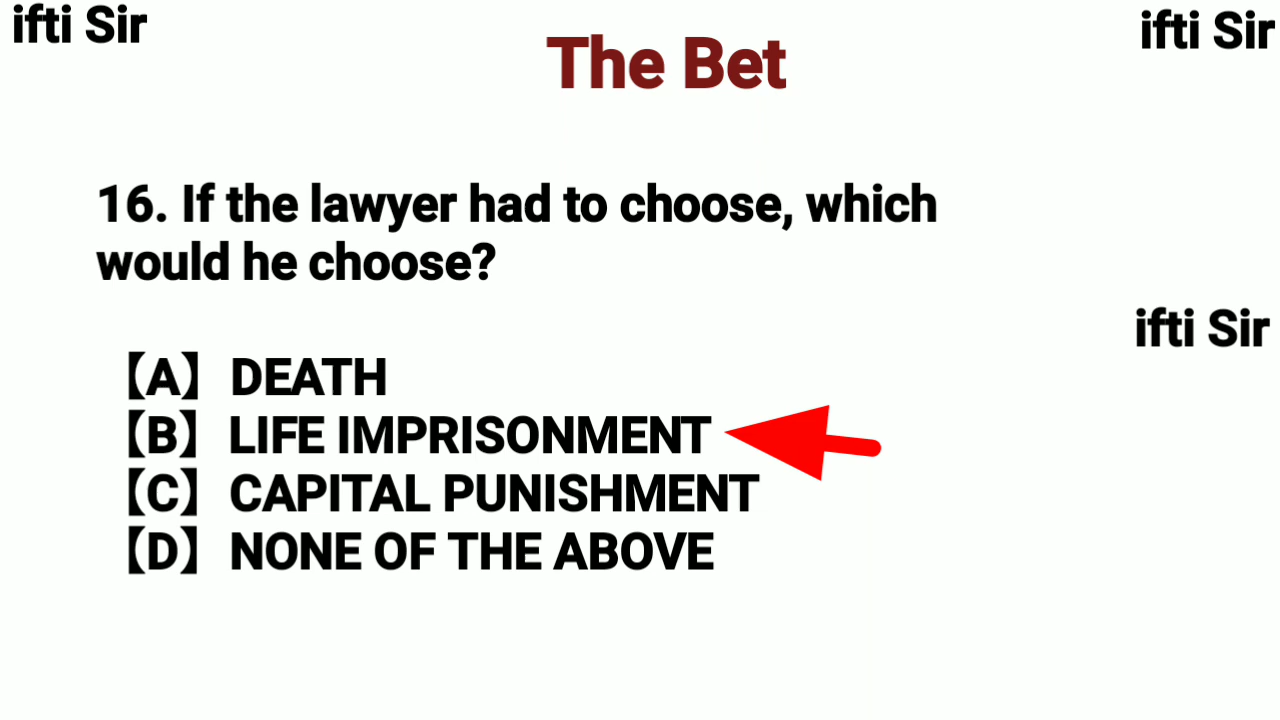 ifti Sir
ifti Sir
The Bet
16. If the lawyer had to choose, which
would he choose?
ifti Sir
【A】 DEATH
【B】 LIFE IMPRISONMENT
【C】 CAPITAL PUNISHMENT
【D】 NONE OF THE ABOVE